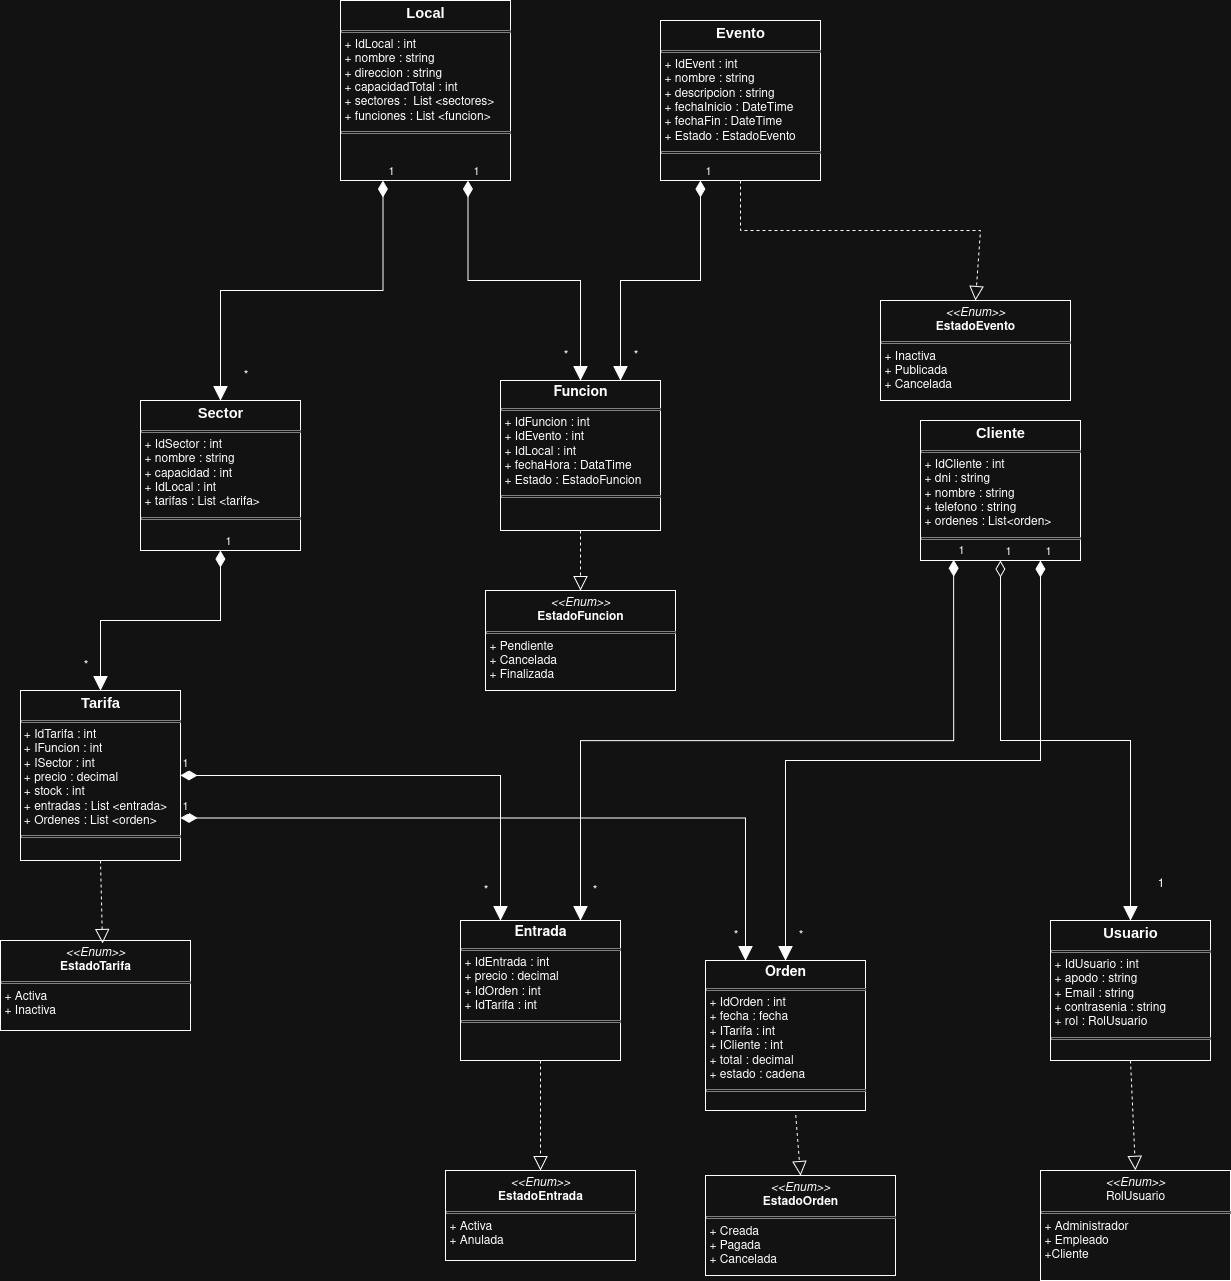 Local
+ IdLocal : int
+ nombre : string
+ direccion : string
+ capacidadTotal : int
+ sectores :  List <sectores>
+ funciones : List <funcion>
1
1
Evento
+ IdEvent : int
+ nombre : string
+ descripcion : string
+ fechaInicio : DateTime
+ fechaFin : DateTime
+ Estado : EstadoEvento
1
<<Enum>>
EstadoEvento
+ Inactiva
+ Publicada
+ Cancelada
*
*
*
Sector
+ IdSector : int
+ nombre : string
+ capacidad : int
+ IdLocal : int
+ tarifas : List <tarifa>
1
Funcion
+ IdFuncion : int
+ IdEvento : int
+ IdLocal : int
+ fechaHora : DataTime
+ Estado : EstadoFuncion
Cliente
+ IdCliente : int
+ dni : string
+ nombre : string
+ telefono : string
+ ordenes : List<orden>
1
1
1
<<Enum>>
EstadoFuncion
+ Pendiente
+ Cancelada
+ Finalizada
*
Tarifa
+ IdTarifa : int
+ IFuncion : int
+ ISector : int
+ precio : decimal
+ stock : int
+ entradas : List <entrada>
+ Ordenes : List <orden>
1
1
*
*
*
*
1
<<Enum>>
EstadoTarifa
+ Activa
+ Inactiva
Entrada
+ IdEntrada : int
+ precio : decimal
+ IdOrden : int
+ IdTarifa : int
Orden
+ IdOrden : int
+ fecha : fecha
+ ITarifa : int
+ ICliente : int
+ total : decimal
+ estado : cadena
Usuario
+ IdUsuario : int
+ apodo : string
+ Email : string
+ contrasenia : string
+ rol : RolUsuario
<<Enum>>
EstadoEntrada
+ Activa
+ Anulada
<<Enum>>
EstadoOrden
+ Creada
+ Pagada
+ Cancelada
<<Enum>>
RolUsuario
+ Administrador
+ Empleado
+Cliente